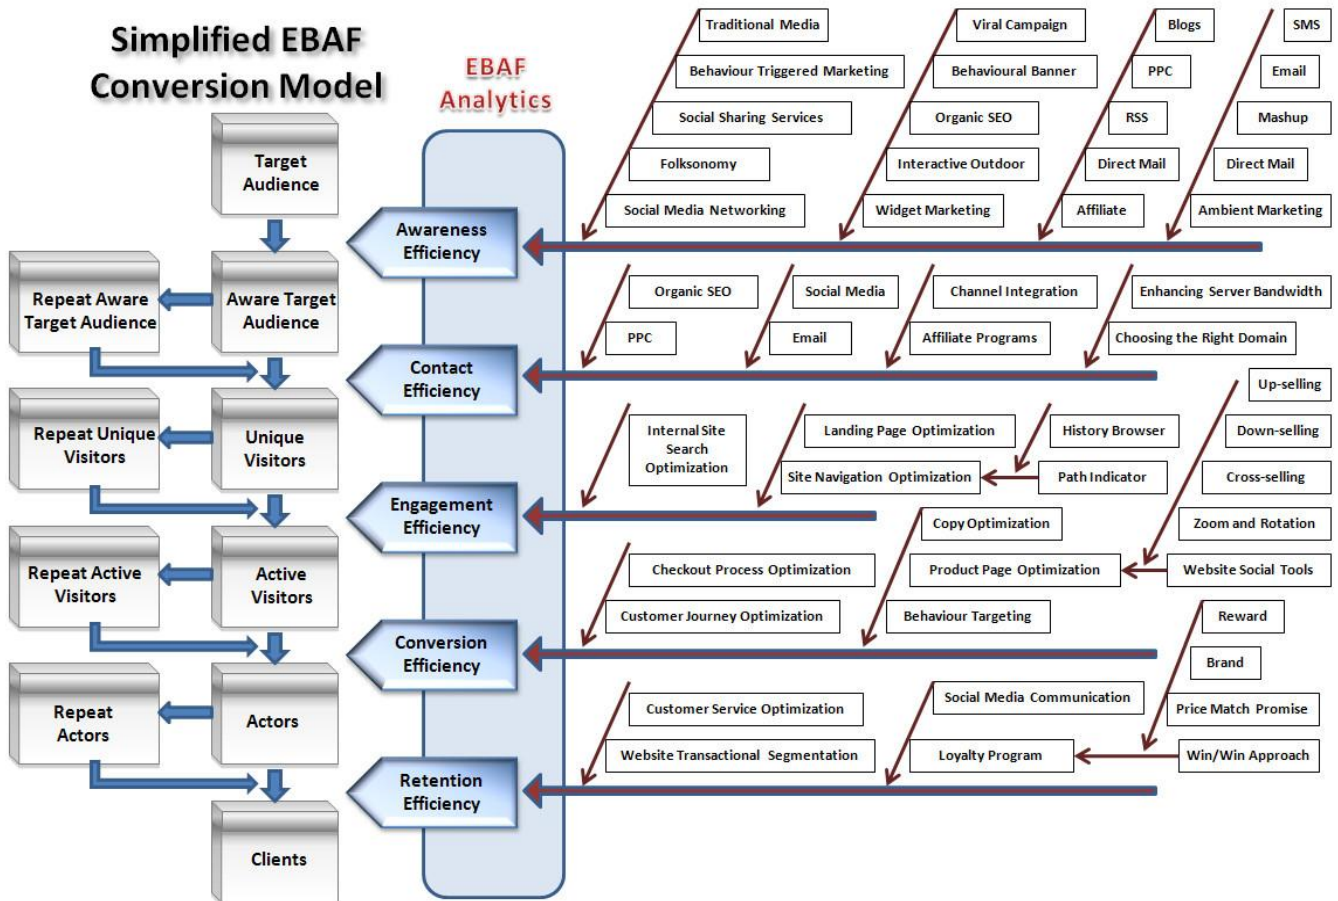 Simplified EBAF
Conversion Model
EBAF
Analytics
Target
Audience
Aware Target
Audience
Repeat Aware
Target Audience
Unique
Visitors
Repeat Unique
Visitors
Active
Visitors
Repeat Active
Visitors
Actors
Repeat
Actors
Clients
Awareness
Efficiency
Traditional Media
Behaviour Triggered Marketing
Social Sharing Services
Folksonomy
Social Media Networking
Viral Campaign
Behavioural Banner
Organic SEO
Interactive Outdoor
Widget Marketing
Blogs
PPC
RSS
Direct Mail
Affiliate
SMS
Email
Mashup
Direct Mail
Ambient Marketing
Contact
Efficiency
Organic SEO
PPC
Social Media
Email
Channel Integration
Affiliate Programs
Enhancing Server Bandwidth
Choosing the Right Domain
Engagement
Efficiency
Internal Site
Search
Optimization
Landing Page Optimization
Site Navigation Optimization
History Browser
Path Indicator
Conversion
Efficiency
Checkout Process Optimization
Customer Journey Optimization
Copy Optimization
Product Page Optimization
Behaviour Targeting
Up-selling
Down-selling
Cross-selling
Zoom and Rotation
Website Social Tools
Retention
Efficiency
Customer Service Optimization
Website Transactional Segmentation
Social Media Communication
Loyalty Program
Reward
Brand
Price Match Promise
Win/Win Approach